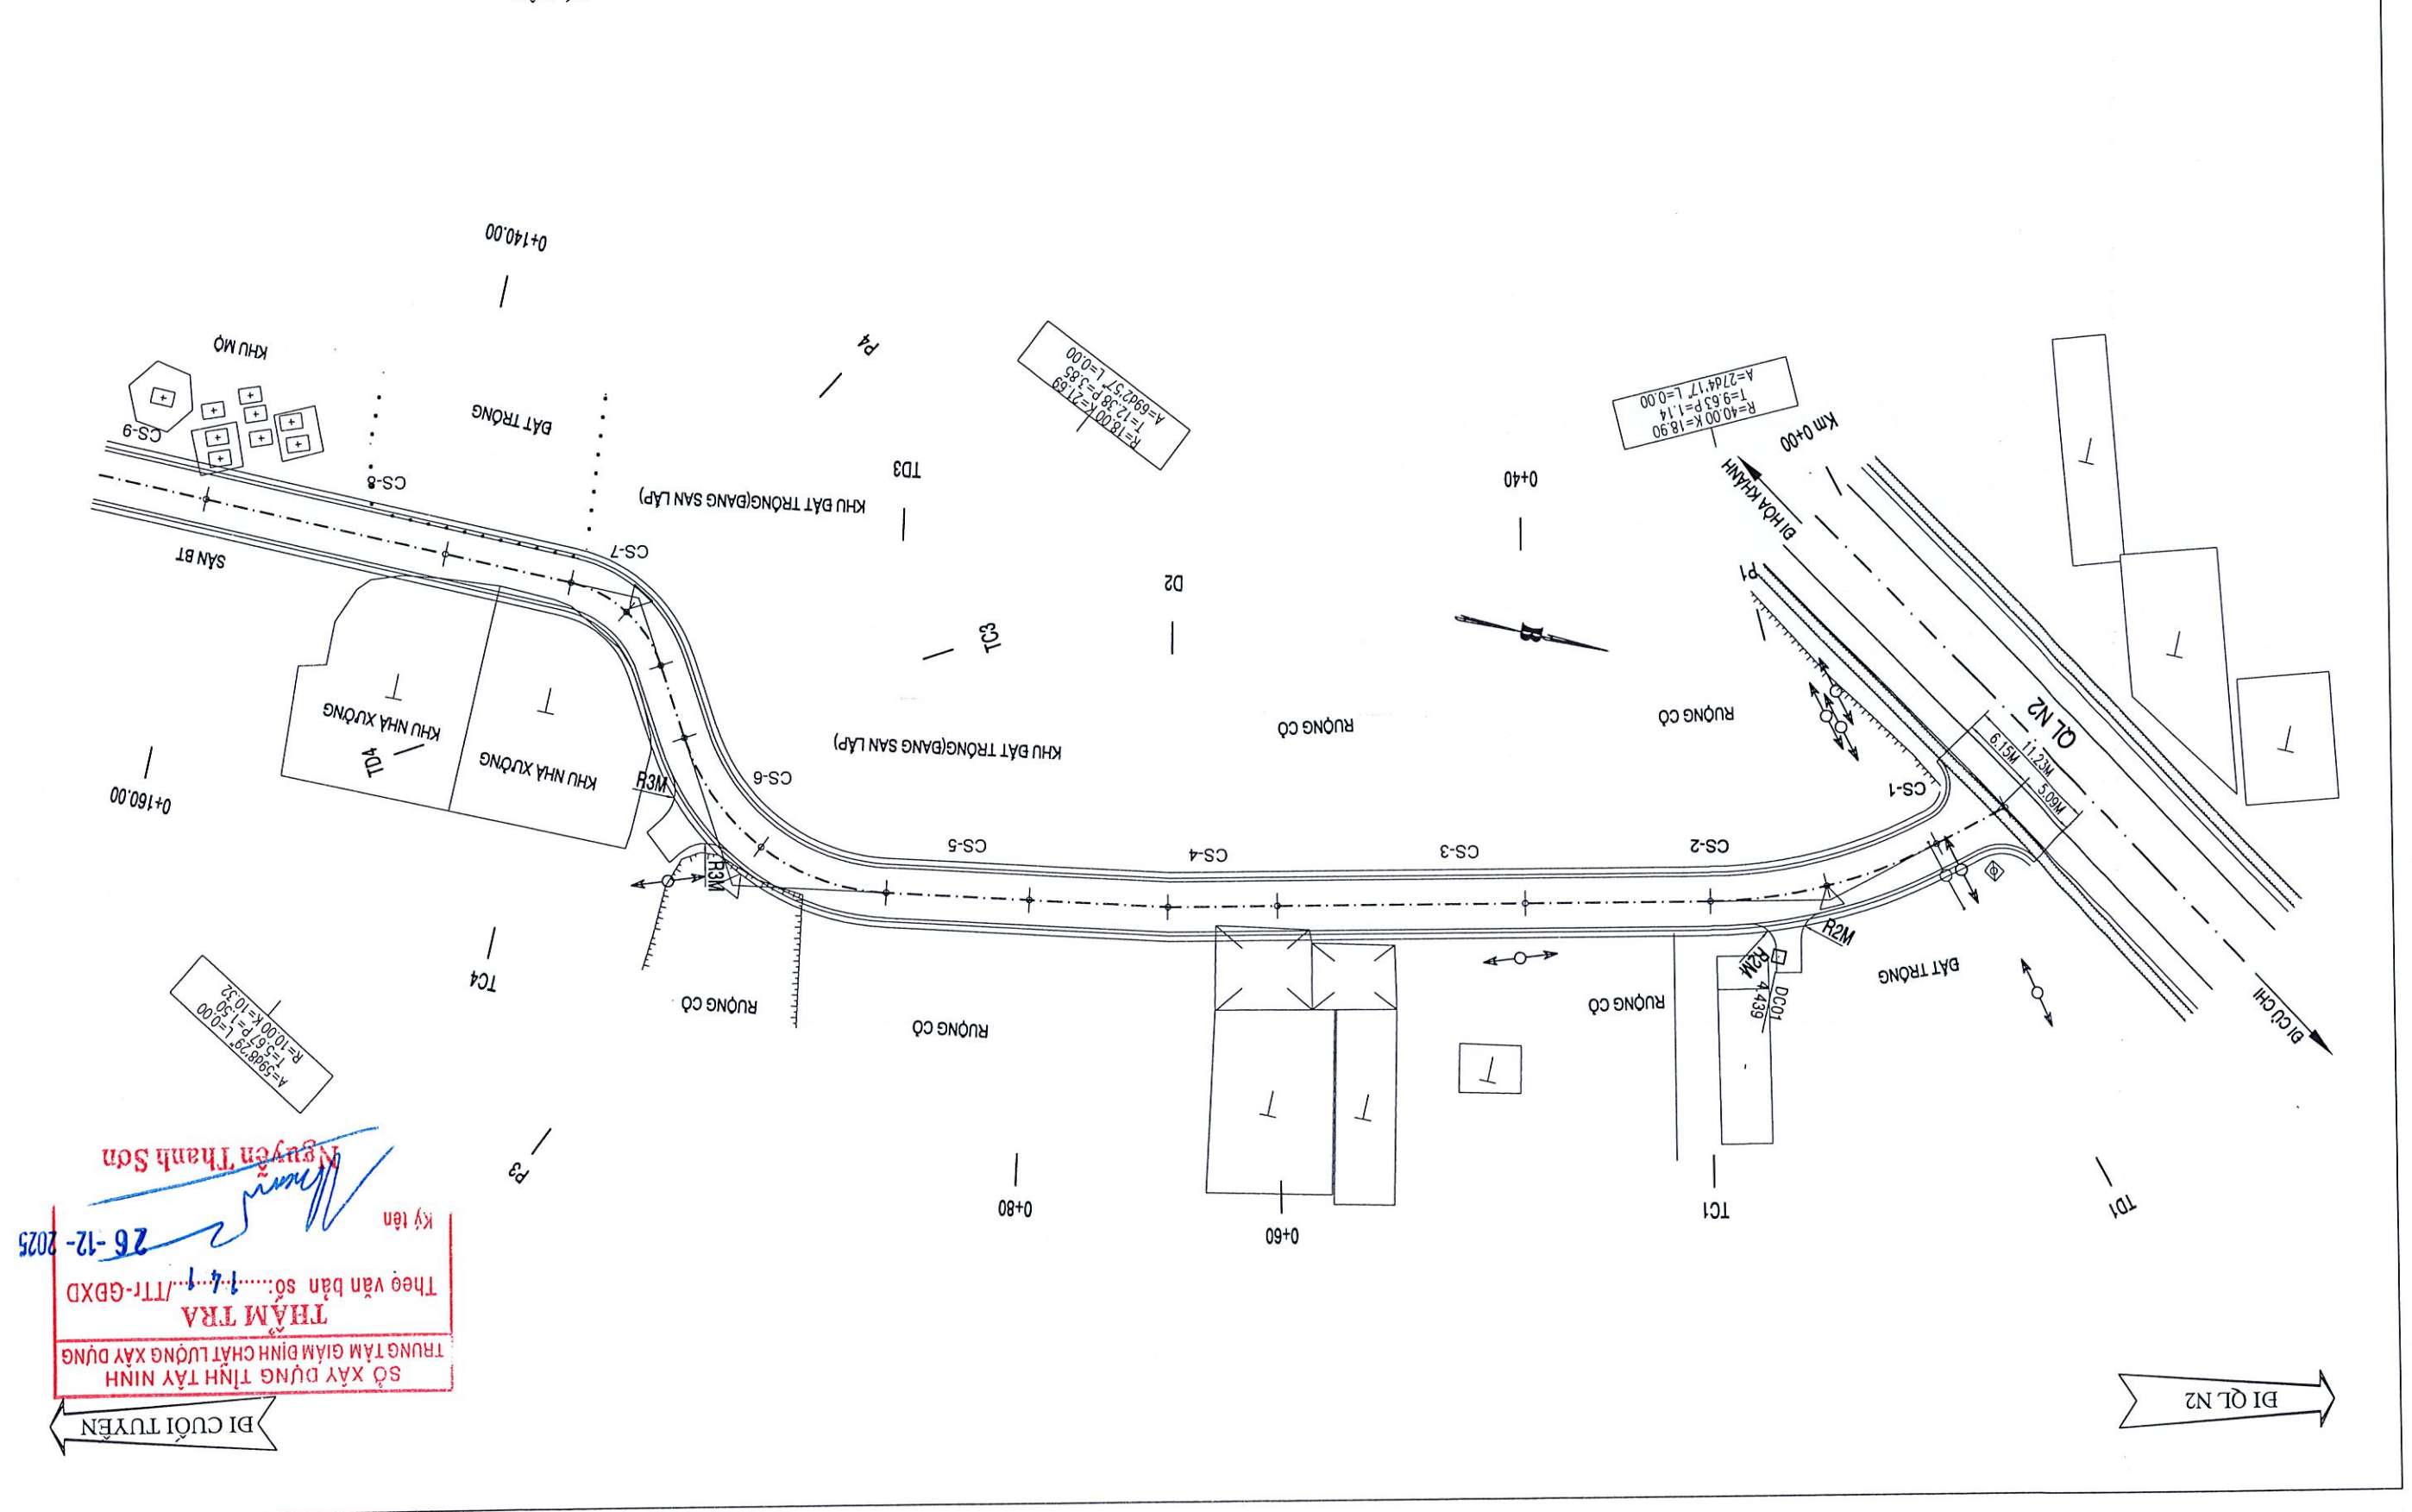 ĐI QL N2
ĐI CUỐI TUYẾN
SỞ XÂY DỰNG TỈNH TÂY NINH
TRUNG TÂM GIÁM ĐỊNH CHẤT LƯỢNG XÂY DỰNG
THẨM TRA
Theo văn bản số:.....141...../TTr-GĐXD
26-12-2025
Ký tên
Nguyễn Thanh Sơn
TD1
TC1
0+60
0+80
P3
A=59d8'29" L=0.00
T=5.67 P=1.50
R=10.00 K=10.32
ĐI CỦ CHI
ĐẤT TRỐNG
DC01
4.439
R2M
R2M
RUỘNG CỎ
RUỘNG CỎ
RUỘNG CỎ
TC4
R3M
R3M
CS-1
CS-2
CS-3
CS-4
CS-5
CS-6
5.09M
11.23M
6.15M
QL N2
0+160.00
KHU NHÀ XƯỞNG
KHU NHÀ XƯỞNG
TD4
RUỘNG CỎ
RUỘNG CỎ
KHU ĐẤT TRỐNG(ĐANG SAN LẤP)
TC3
B
D2
P1
SÂN BT
CS-7
CS-8
CS-9
ĐI HÒA KHÁNH
0+40
KHU ĐẤT TRỐNG(ĐANG SAN LẤP)
TD3
Km 0+00
R=40.00 K=18.90
T=9.63 P=1.14
A=27d4'17" L=0.00
R=18.00 K=21.69
T=12.38 P=3.85
A=69d2'57" L=0.00
ĐẤT TRỐNG
P4
KHU MỘ
0+140.00